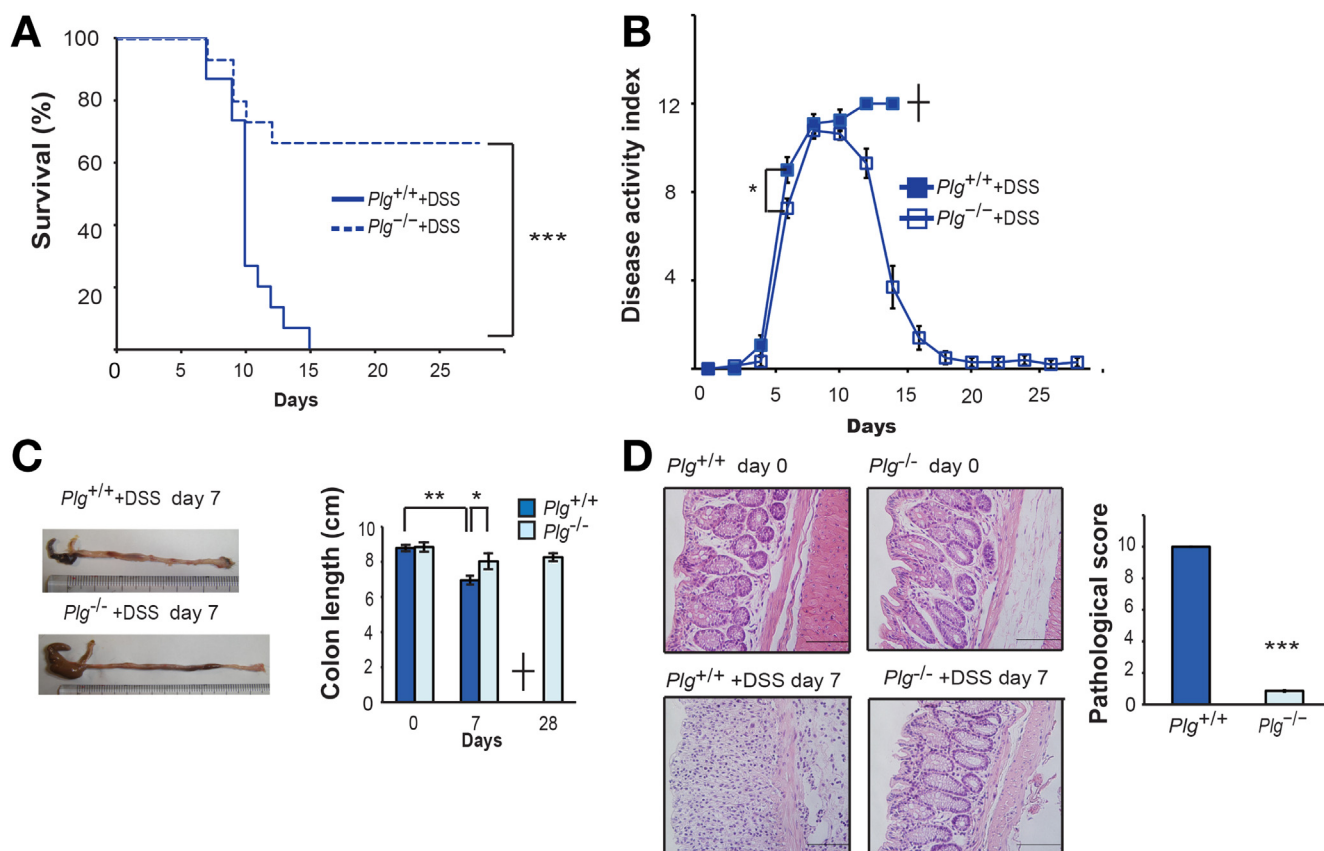 A
Survival (%)
100
80
60
40
20
0
5
10
15
20
25
Days
Plg+/++DSS
Plg−/−+DSS
***
B
Disease activity index
12
8
4
0
5
10
15
20
25
Days
*
Plg+/++DSS
Plg−/−+DSS
C
Plg+/++DSS day 7
Plg-/-+DSS day 7
Colon length (cm)
10
8
6
4
2
0
0
7
28
Days
** *
Plg+/+
Plg-/-
D
Plg+/+ day 0
Plg-/- day 0
Plg+/+ +DSS day 7
Plg-/- +DSS day 7
Pathological score
10
8
6
4
2
0
***
Plg+/+
Plg−/−